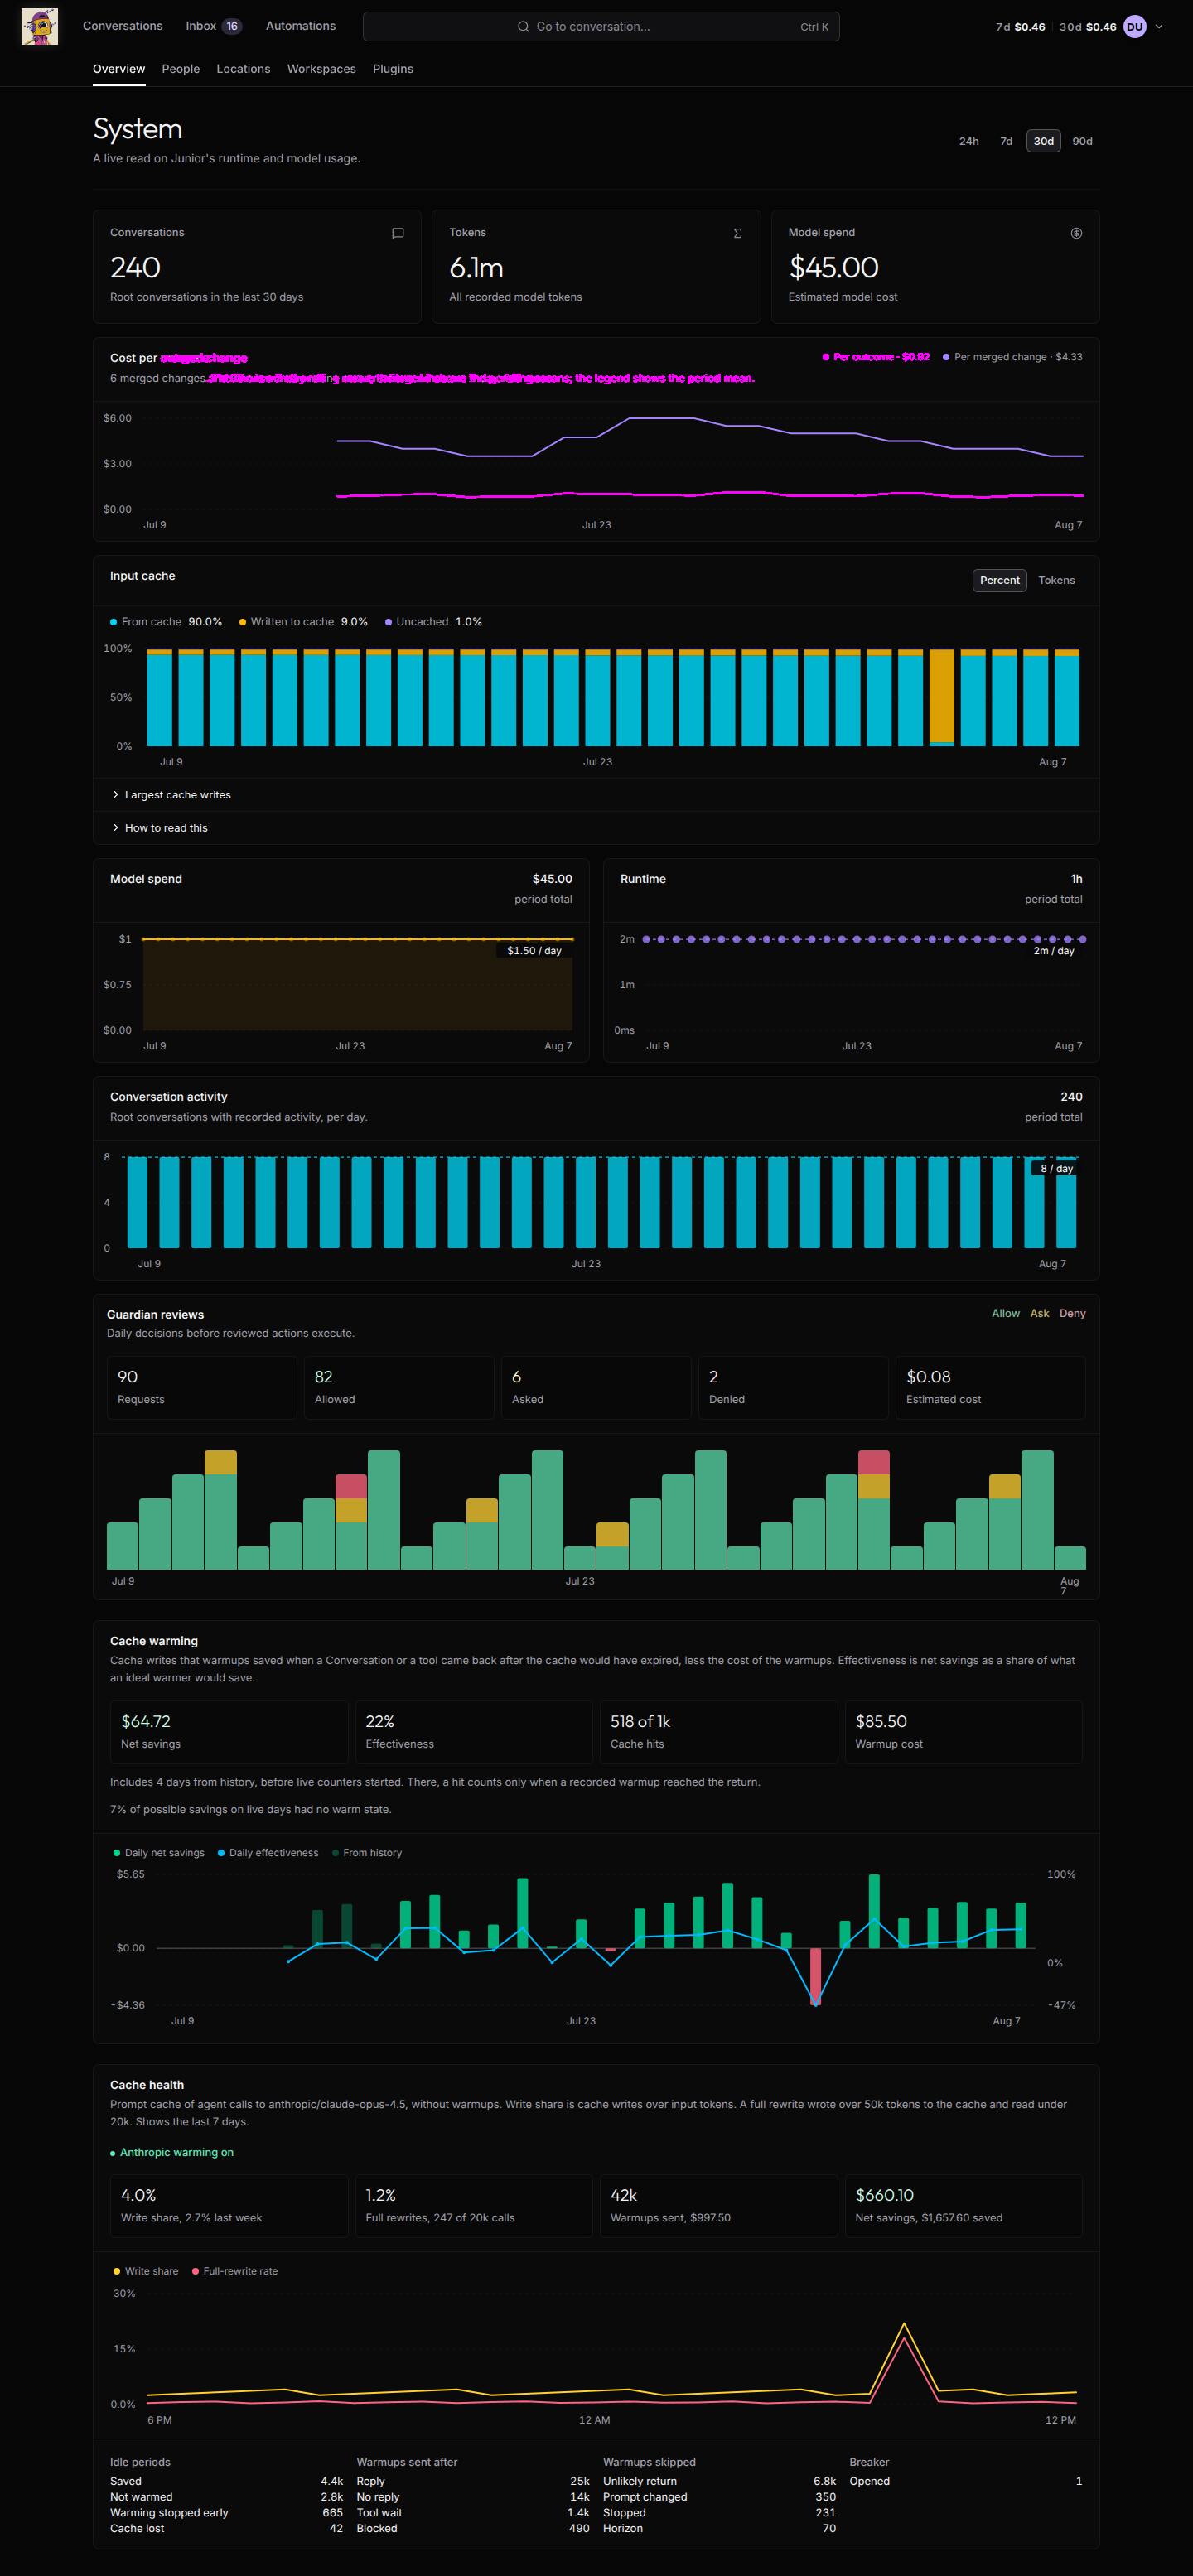 Conversations Inbox 16 Automations Go to conversation... Ctrl K 7d $0.46 30d $0.46 DU
Overview People Locations Workspaces Plugins
System
A live read on Junior's runtime and model usage.
24h 7d 30d 90d
Conversations
240
Root conversations in the last 30 days
Tokens
6.1m
All recorded model tokens
Model spend
$45.00
Estimated model cost
Cost per
Per outcome · Per merged change · $4.33
6 merged changes the legend shows the period mean.
$6.00
$3.00
$0.00
Jul 9 Jul 23 Aug 7
Input cache
Percent Tokens
From cache 90.0% Written to cache 9.0% Uncached 1.0%
100%
50%
0%
Jul 9 Jul 23 Aug 7
Largest cache writes
How to read this
Model spend $45.00
period total
$1
$1.50 / day
$0.75
$0.00
Jul 9 Jul 23 Aug 7
Runtime 1h
period total
2m
2m / day
1m
0ms
Jul 9 Jul 23 Aug 7
Conversation activity 240
Root conversations with recorded activity, per day. period total
8
8 / day
4
0
Jul 9 Jul 23 Aug 7
Guardian reviews Allow Ask Deny
Daily decisions before reviewed actions execute.
90
Requests
82
Allowed
6
Asked
2
Denied
$0.08
Estimated cost
Jul 9 Jul 23 Aug
7
Cache warming
Cache writes that warmups saved when a Conversation or a tool came back after the cache would have expired, less the cost of the warmups. Effectiveness is net savings as a share of what
an ideal warmer would save.
$64.72
Net savings
22%
Effectiveness
518 of 1k
Cache hits
$85.50
Warmup cost
Includes 4 days from history, before live counters started. There, a hit counts only when a recorded warmup reached the return.
7% of possible savings on live days had no warm state.
Daily net savings Daily effectiveness From history
$5.65 100%
$0.00 0%
-$4.36 -47%
Jul 9 Jul 23 Aug 7
Cache health
Prompt cache of agent calls to anthropic/claude-opus-4.5, without warmups. Write share is cache writes over input tokens. A full rewrite wrote over 50k tokens to the cache and read under
20k. Shows the last 7 days.
Anthropic warming on
4.0%
Write share, 2.7% last week
1.2%
Full rewrites, 247 of 20k calls
42k
Warmups sent, $997.50
$660.10
Net savings, $1,657.60 saved
Write share Full-rewrite rate
30%
15%
0.0%
6 PM 12 AM 12 PM
Idle periods
Saved 4.4k
Not warmed 2.8k
Warming stopped early 665
Cache lost 42
Warmups sent after
Reply 25k
No reply 14k
Tool wait 1.4k
Blocked 490
Warmups skipped
Unlikely return 6.8k
Prompt changed 350
Stopped 231
Horizon 70
Breaker
Opened 1